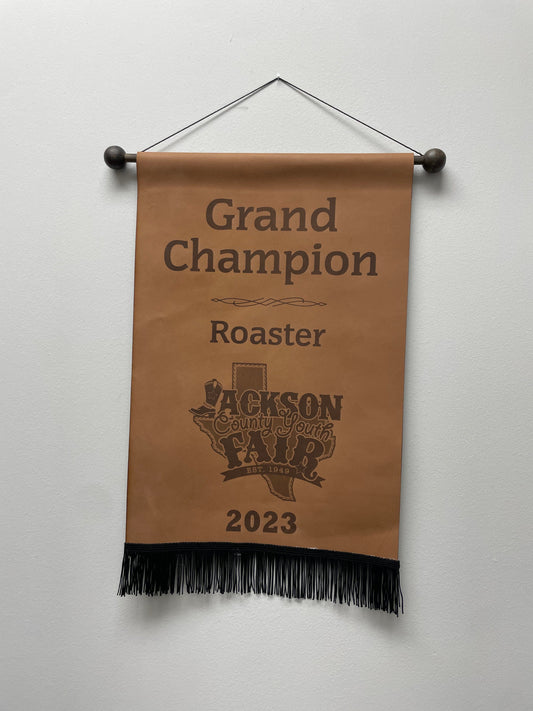 Grand
Champion
Roaster
JACKSON
County Youth
FAIR
EST. 1949
2023